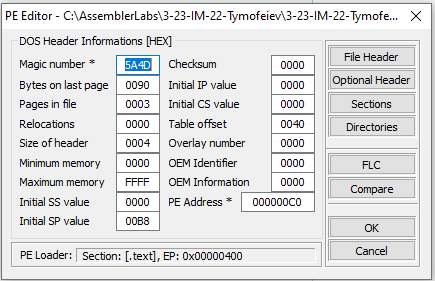 PE Editor - C:\AssemblerLabs\3-23-IM-22-Tymofeiev\3-23-IM-22-Tymofe...
DOS Header Informations [HEX]
Magic number * 5A4D
Bytes on last page 0090
Pages in file 0003
Relocations 0000
Size of header 0004
Minimum memory 0000
Maximum memory FFFF
Initial SS value 0000
Initial SP value 00B8
Checksum 0000
Initial IP value 0000
Initial CS value 0000
Table offset 0040
Overlay number 0000
OEM Identifier 0000
OEM Information 0000
PE Address * 000000C0
File Header
Optional Header
Sections
Directories
FLC
Compare
OK
Cancel
PE Loader: Section: [.text], EP: 0x00000400